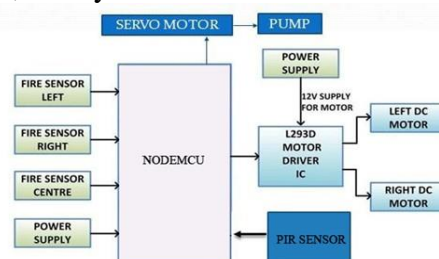 SERVO MOTOR
PUMP
POWER
SUPPLY
FIRE SENSOR
LEFT
12V SUPPLY
FOR MOTOR
LEFT DC
MOTOR
FIRE SENSOR
RIGHT
NODEMCU
L293D
MOTOR
DRIVER
IC
FIRE SENSOR
CENTRE
RIGHT DC
MOTOR
POWER
SUPPLY
PIR SENSOR